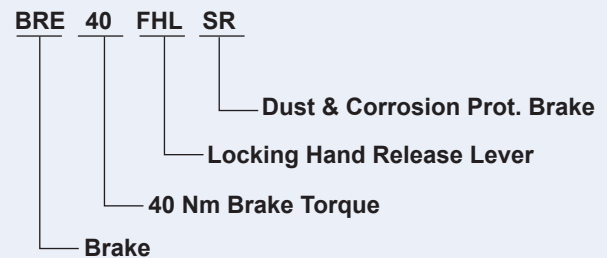 BRE 40 FHL SR
Dust & Corrosion Prot. Brake
Locking Hand Release Lever
40 Nm Brake Torque
Brake